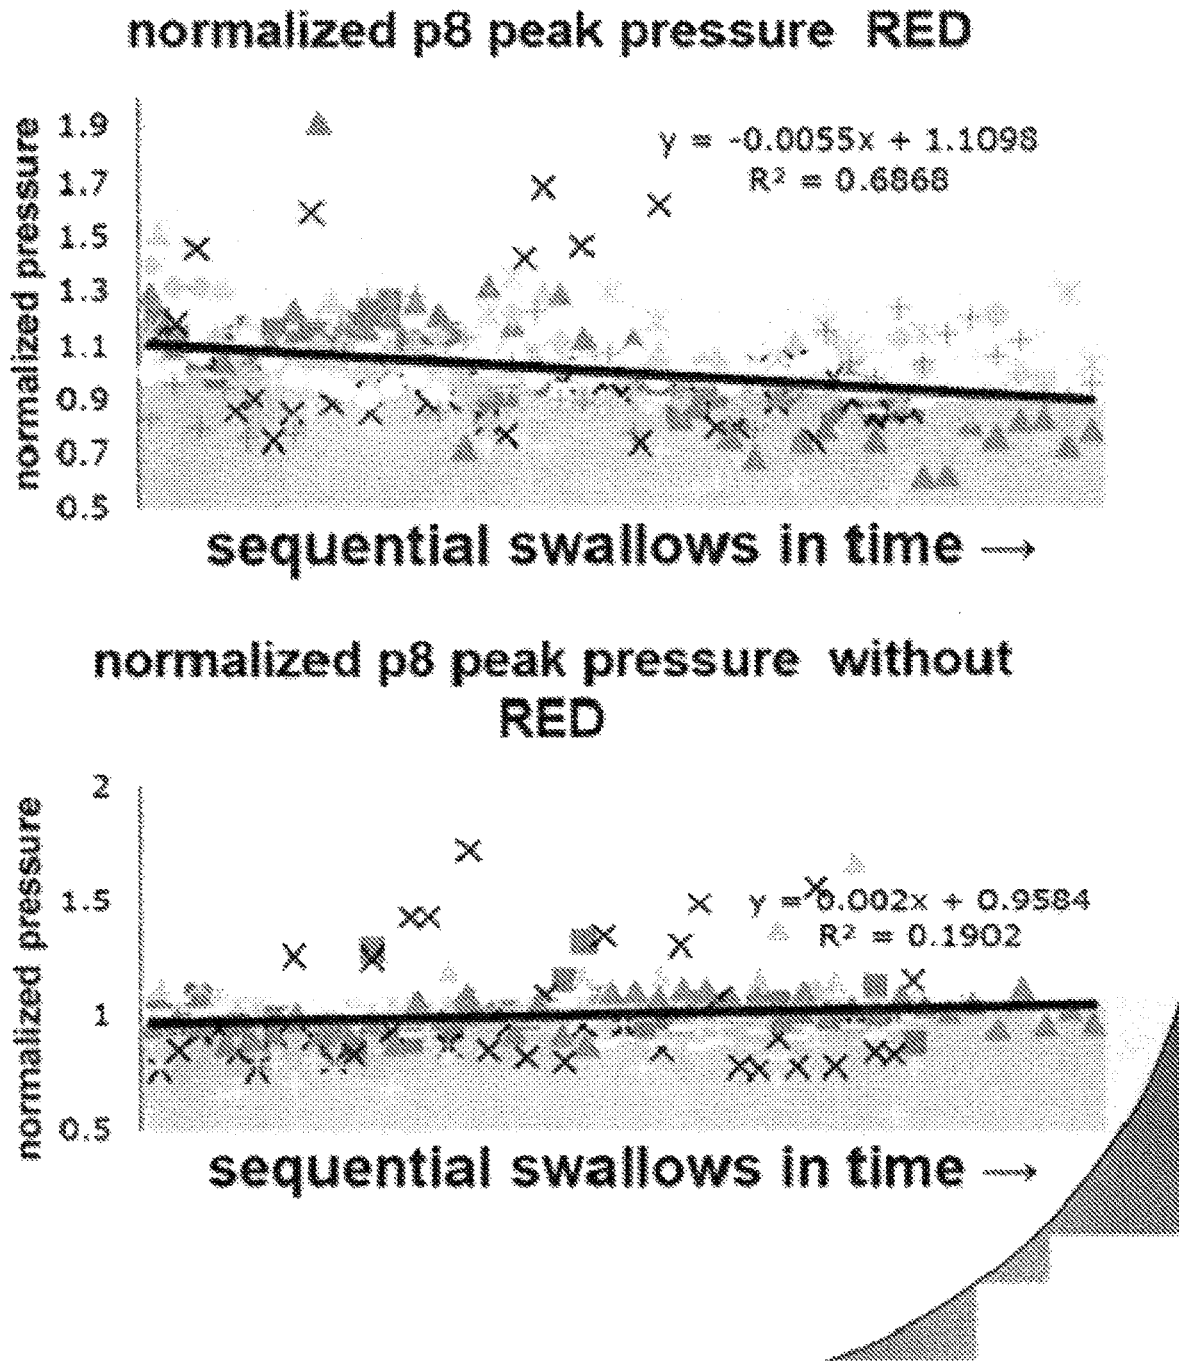 normalized p8 peak pressure RED
normalized pressure
1.9
1.7
1.5
1.3
1.1
0.9
0.7
0.5
y = -0.0055x + 1.1098
R² = 0.6868
sequential swallows in time →
normalized p8 peak pressure without
RED
normalized pressure
2
1.5
1
0.5
y = 0.002x + 0.9584
R² = 0.1902
sequential swallows in time →